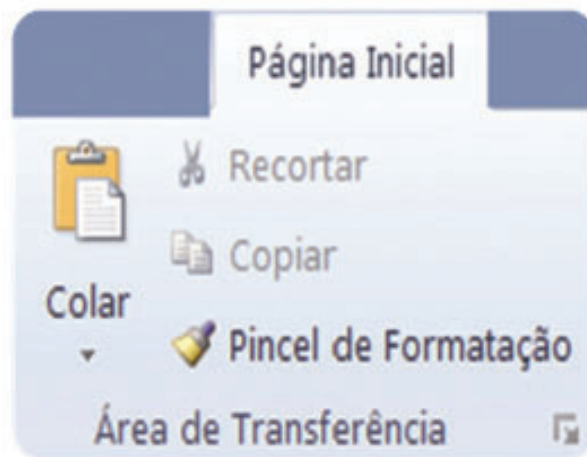 Página Inicial
Recortar
Copiar
Colar
Pincel de Formatação
Área de Transferência